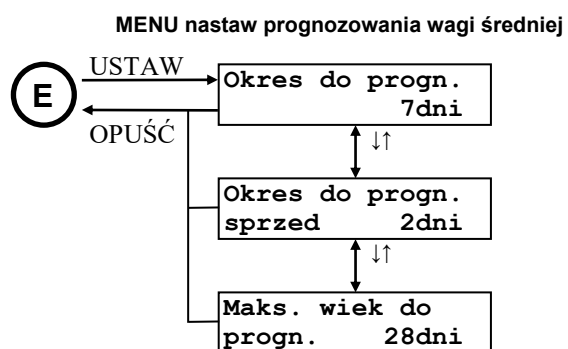 MENU nastaw prognozowania wagi średniej
USTAW
E
OPUŚĆ
Okres do progn.
7dni
↓↑
Okres do progn.
sprzed 2dni
↓↑
Maks. wiek do
progn. 28dni